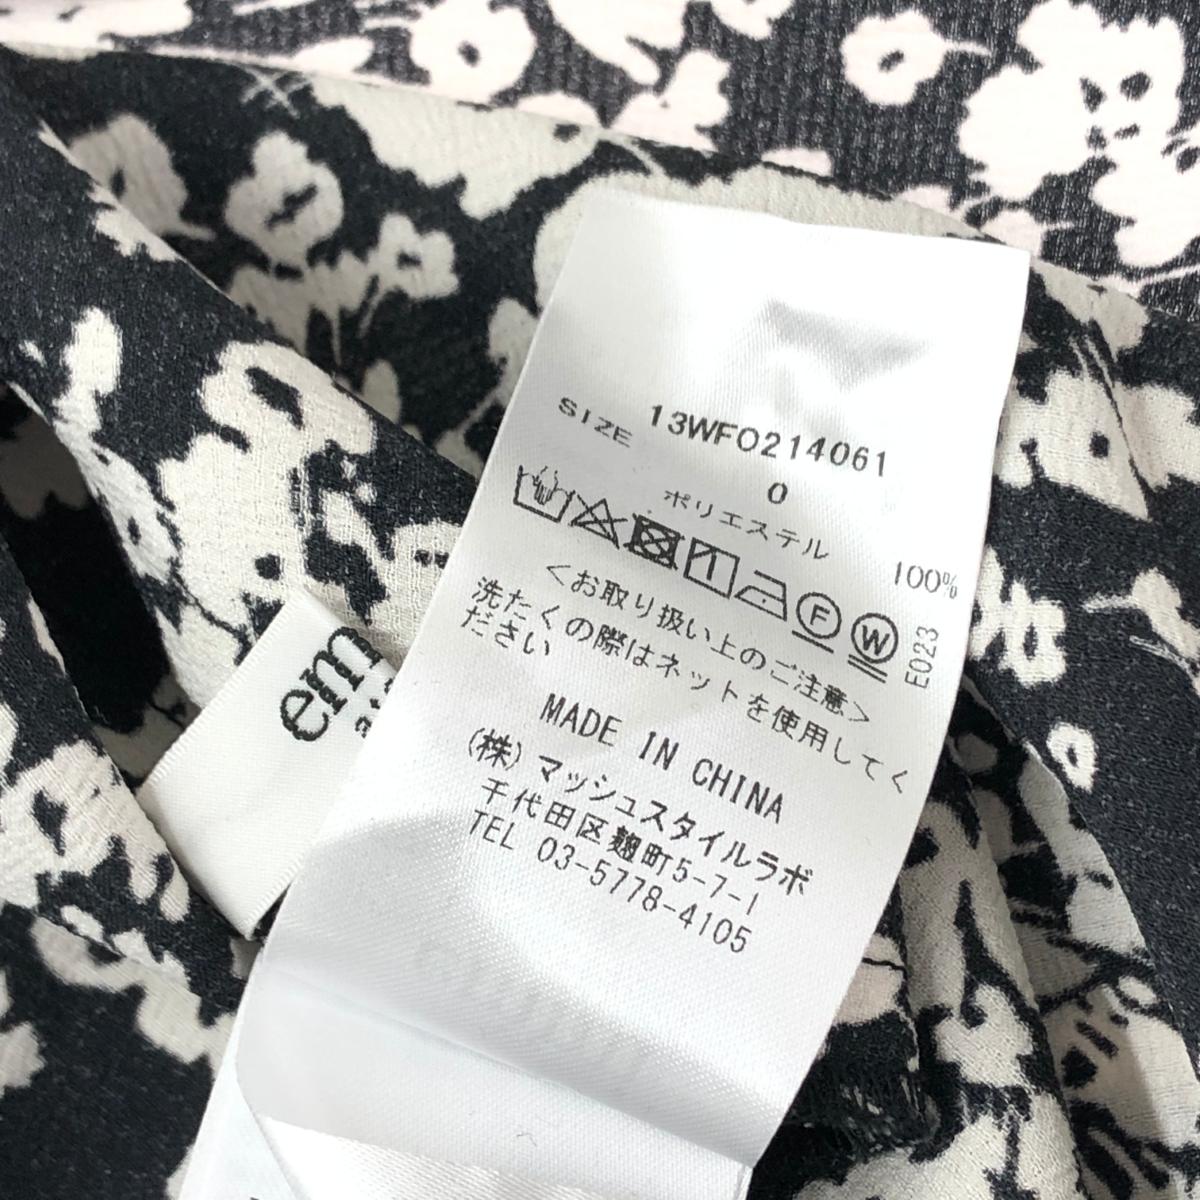 13WFO214061
SIZE 0
ポリエステル 100%
F W
E023
<お取り扱い上のご注意>
洗たくの際はネットを使用してく
ださい
MADE IN CHINA
(株)マッシュスタイルラボ
千代田区麹町5-7-1
TEL 03-5778-4105
em